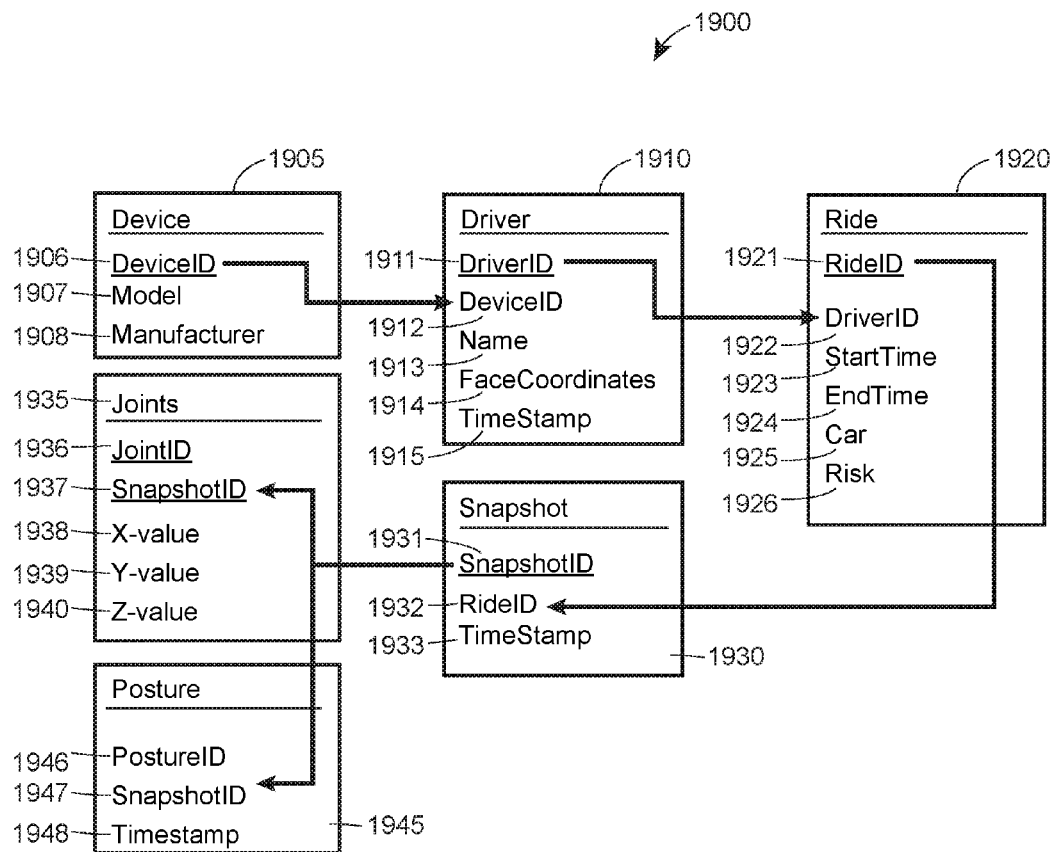 1900
1905
Device
1906 DeviceID
1907 Model
1908 Manufacturer
1910
Driver
1911 DriverID
DeviceID
1912
Name
1913
FaceCoordinates
1914
TimeStamp
1915
1920
Ride
1921 RideID
DriverID
1922
StartTime
1923
EndTime
1924
Car
1925
Risk
1926
1935 Joints
1936 JointID
1937 SnapshotID
1938 X-value
1939 Y-value
1940 Z-value
Snapshot
1931
SnapshotID
1932 RideID
1933 TimeStamp
1930
Posture
1946 PostureID
1947 SnapshotID
1948 Timestamp
1945